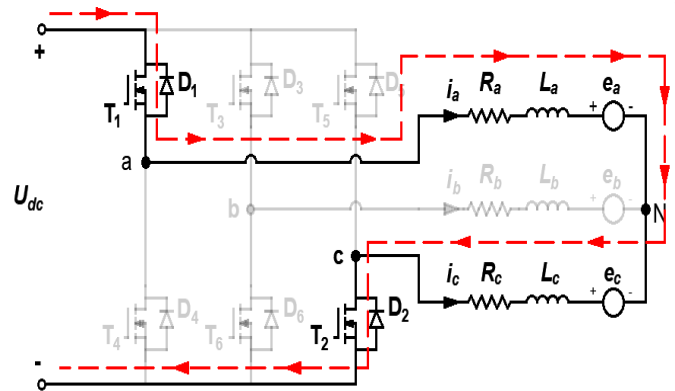 +
D1 D3 D5
T1 T3 T5
ia Ra La + ea -
a
Udc
ib Rb Lb + eb -
b N
c
ic Rc Lc + ec -
D4 D6 D2
T4 T6 T2
-